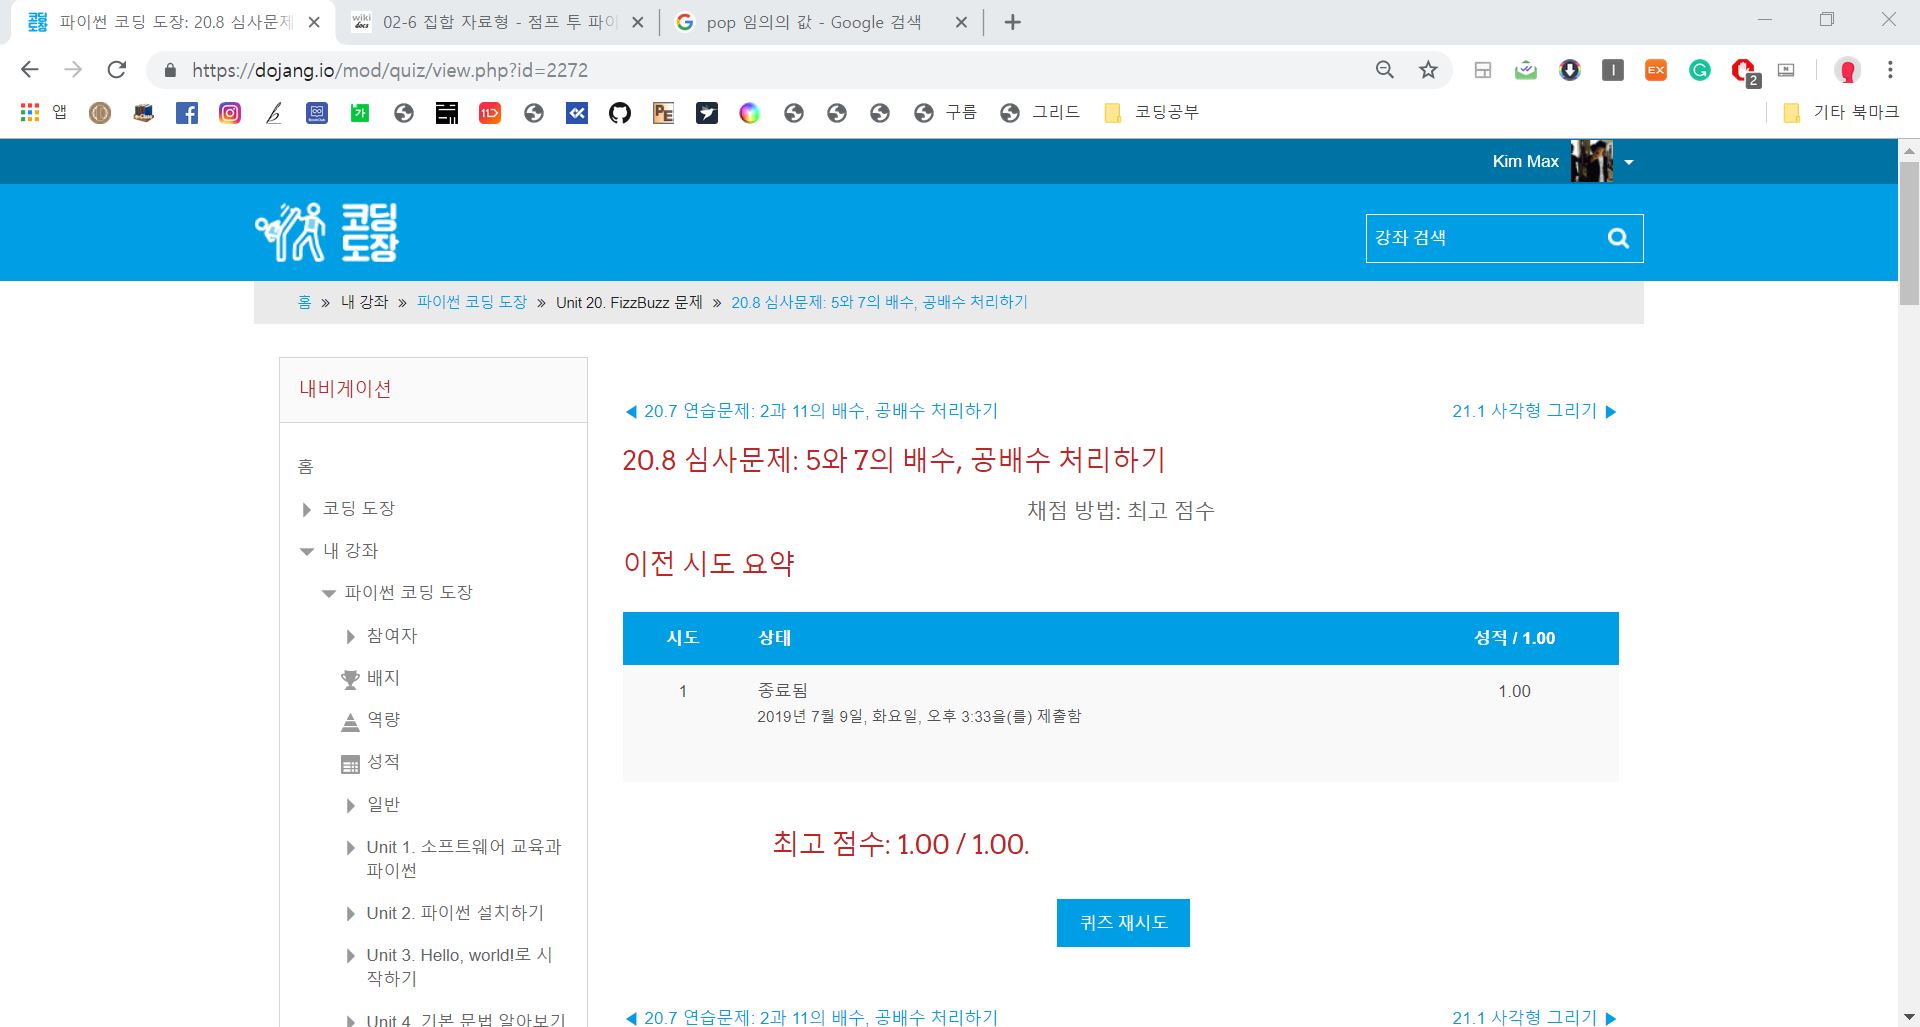 파이썬 코딩 도장: 20.8 심사문제
02-6 집합 자료형 - 점프 투 파이
pop 임의의 값 - Google 검색
https://dojang.io/mod/quiz/view.php?id=2272
앱
구름
그리드
코딩공부
기타 북마크
Kim Max
코딩
도장
강좌 검색
홈 » 내 강좌 » 파이썬 코딩 도장 » Unit 20. FizzBuzz 문제 » 20.8 심사문제: 5와 7의 배수, 공배수 처리하기
내비게이션
홈
코딩 도장
내 강좌
파이썬 코딩 도장
참여자
배지
역량
성적
일반
Unit 1. 소프트웨어 교육과
파이썬
Unit 2. 파이썬 설치하기
Unit 3. Hello, world!로 시
작하기
Unit 4. 기본 문법 알아보기
◀ 20.7 연습문제: 2과 11의 배수, 공배수 처리하기
21.1 사각형 그리기 ▶
20.8 심사문제: 5와 7의 배수, 공배수 처리하기
채점 방법: 최고 점수
이전 시도 요약
시도 상태 성적 / 1.00
1 종료됨 1.00
2019년 7월 9일, 화요일, 오후 3:33을(를) 제출함
최고 점수: 1.00 / 1.00.
퀴즈 재시도
◀ 20.7 연습문제: 2과 11의 배수, 공배수 처리하기
21.1 사각형 그리기 ▶